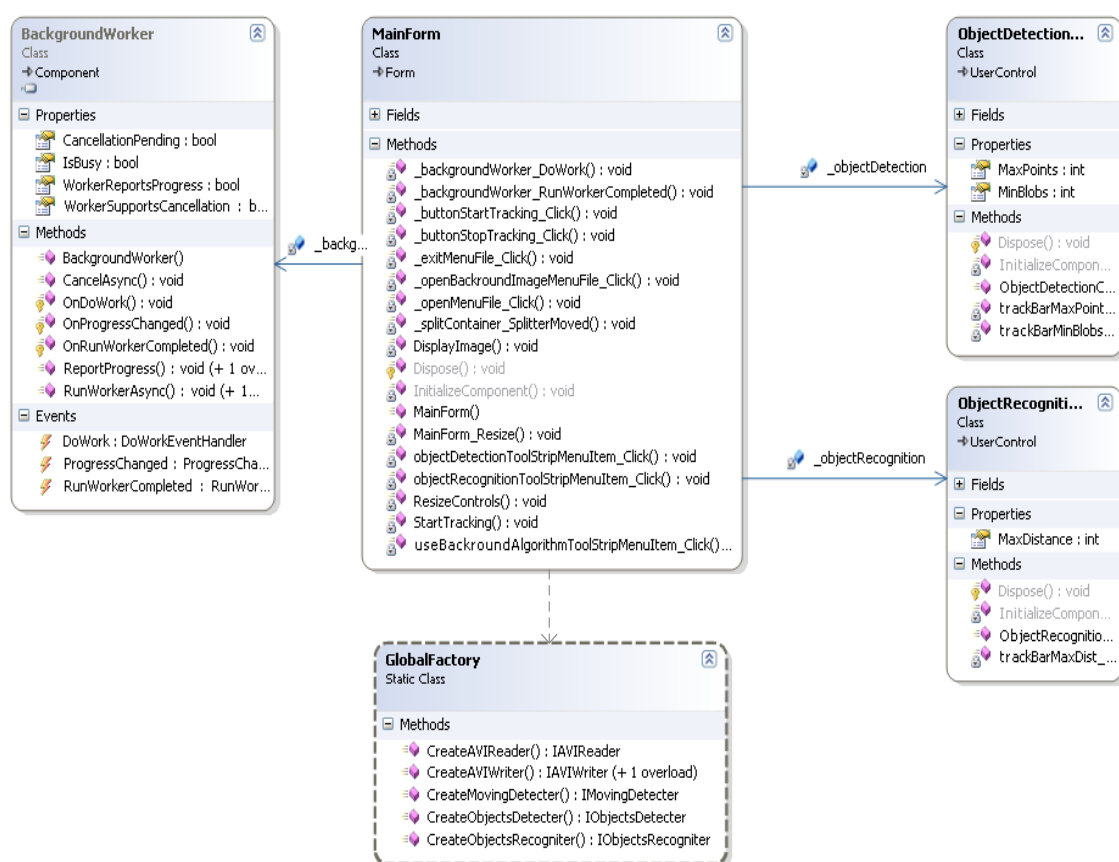 BackgroundWorker
Class
Component
Properties
CancellationPending : bool
IsBusy : bool
WorkerReportsProgress : bool
WorkerSupportsCancellation : b...
Methods
BackgroundWorker()
CancelAsync() : void
OnDoWork() : void
OnProgressChanged() : void
OnRunWorkerCompleted() : void
ReportProgress() : void (+ 1 ov...
RunWorkerAsync() : void (+ 1...
Events
DoWork : DoWorkEventHandler
ProgressChanged : ProgressCha...
RunWorkerCompleted : RunWor...
_backg...
MainForm
Class
Form
Fields
Methods
_backgroundWorker_DoWork() : void
_backgroundWorker_RunWorkerCompleted() : void
_buttonStartTracking_Click() : void
_buttonStopTracking_Click() : void
_exitMenuFile_Click() : void
_openBackroundImageMenuFile_Click() : void
_openMenuFile_Click() : void
_splitContainer_SplitterMoved() : void
DisplayImage() : void
Dispose() : void
InitializeComponent() : void
MainForm()
MainForm_Resize() : void
objectDetectionToolStripMenuItem_Click() : void
objectRecognitionToolStripMenuItem_Click() : void
ResizeControls() : void
StartTracking() : void
useBackroundAlgorithmToolStripMenuItem_Click()...
_objectDetection
ObjectDetection...
Class
UserControl
Fields
Properties
MaxPoints : int
MinBlobs : int
Methods
Dispose() : void
InitializeCompon...
ObjectDetectionC...
trackBarMaxPoint...
trackBarMinBlobs...
_objectRecognition
ObjectRecogniti...
Class
UserControl
Fields
Properties
MaxDistance : int
Methods
Dispose() : void
InitializeCompon...
ObjectRecognitio...
trackBarMaxDist_...
GlobalFactory
Static Class
Methods
CreateAVIReader() : IAVIReader
CreateAVIWriter() : IAVIWriter (+ 1 overload)
CreateMovingDetecter() : IMovingDetecter
CreateObjectsDetecter() : IObjectsDetecter
CreateObjectsRecogniter() : IObjectsRecogniter